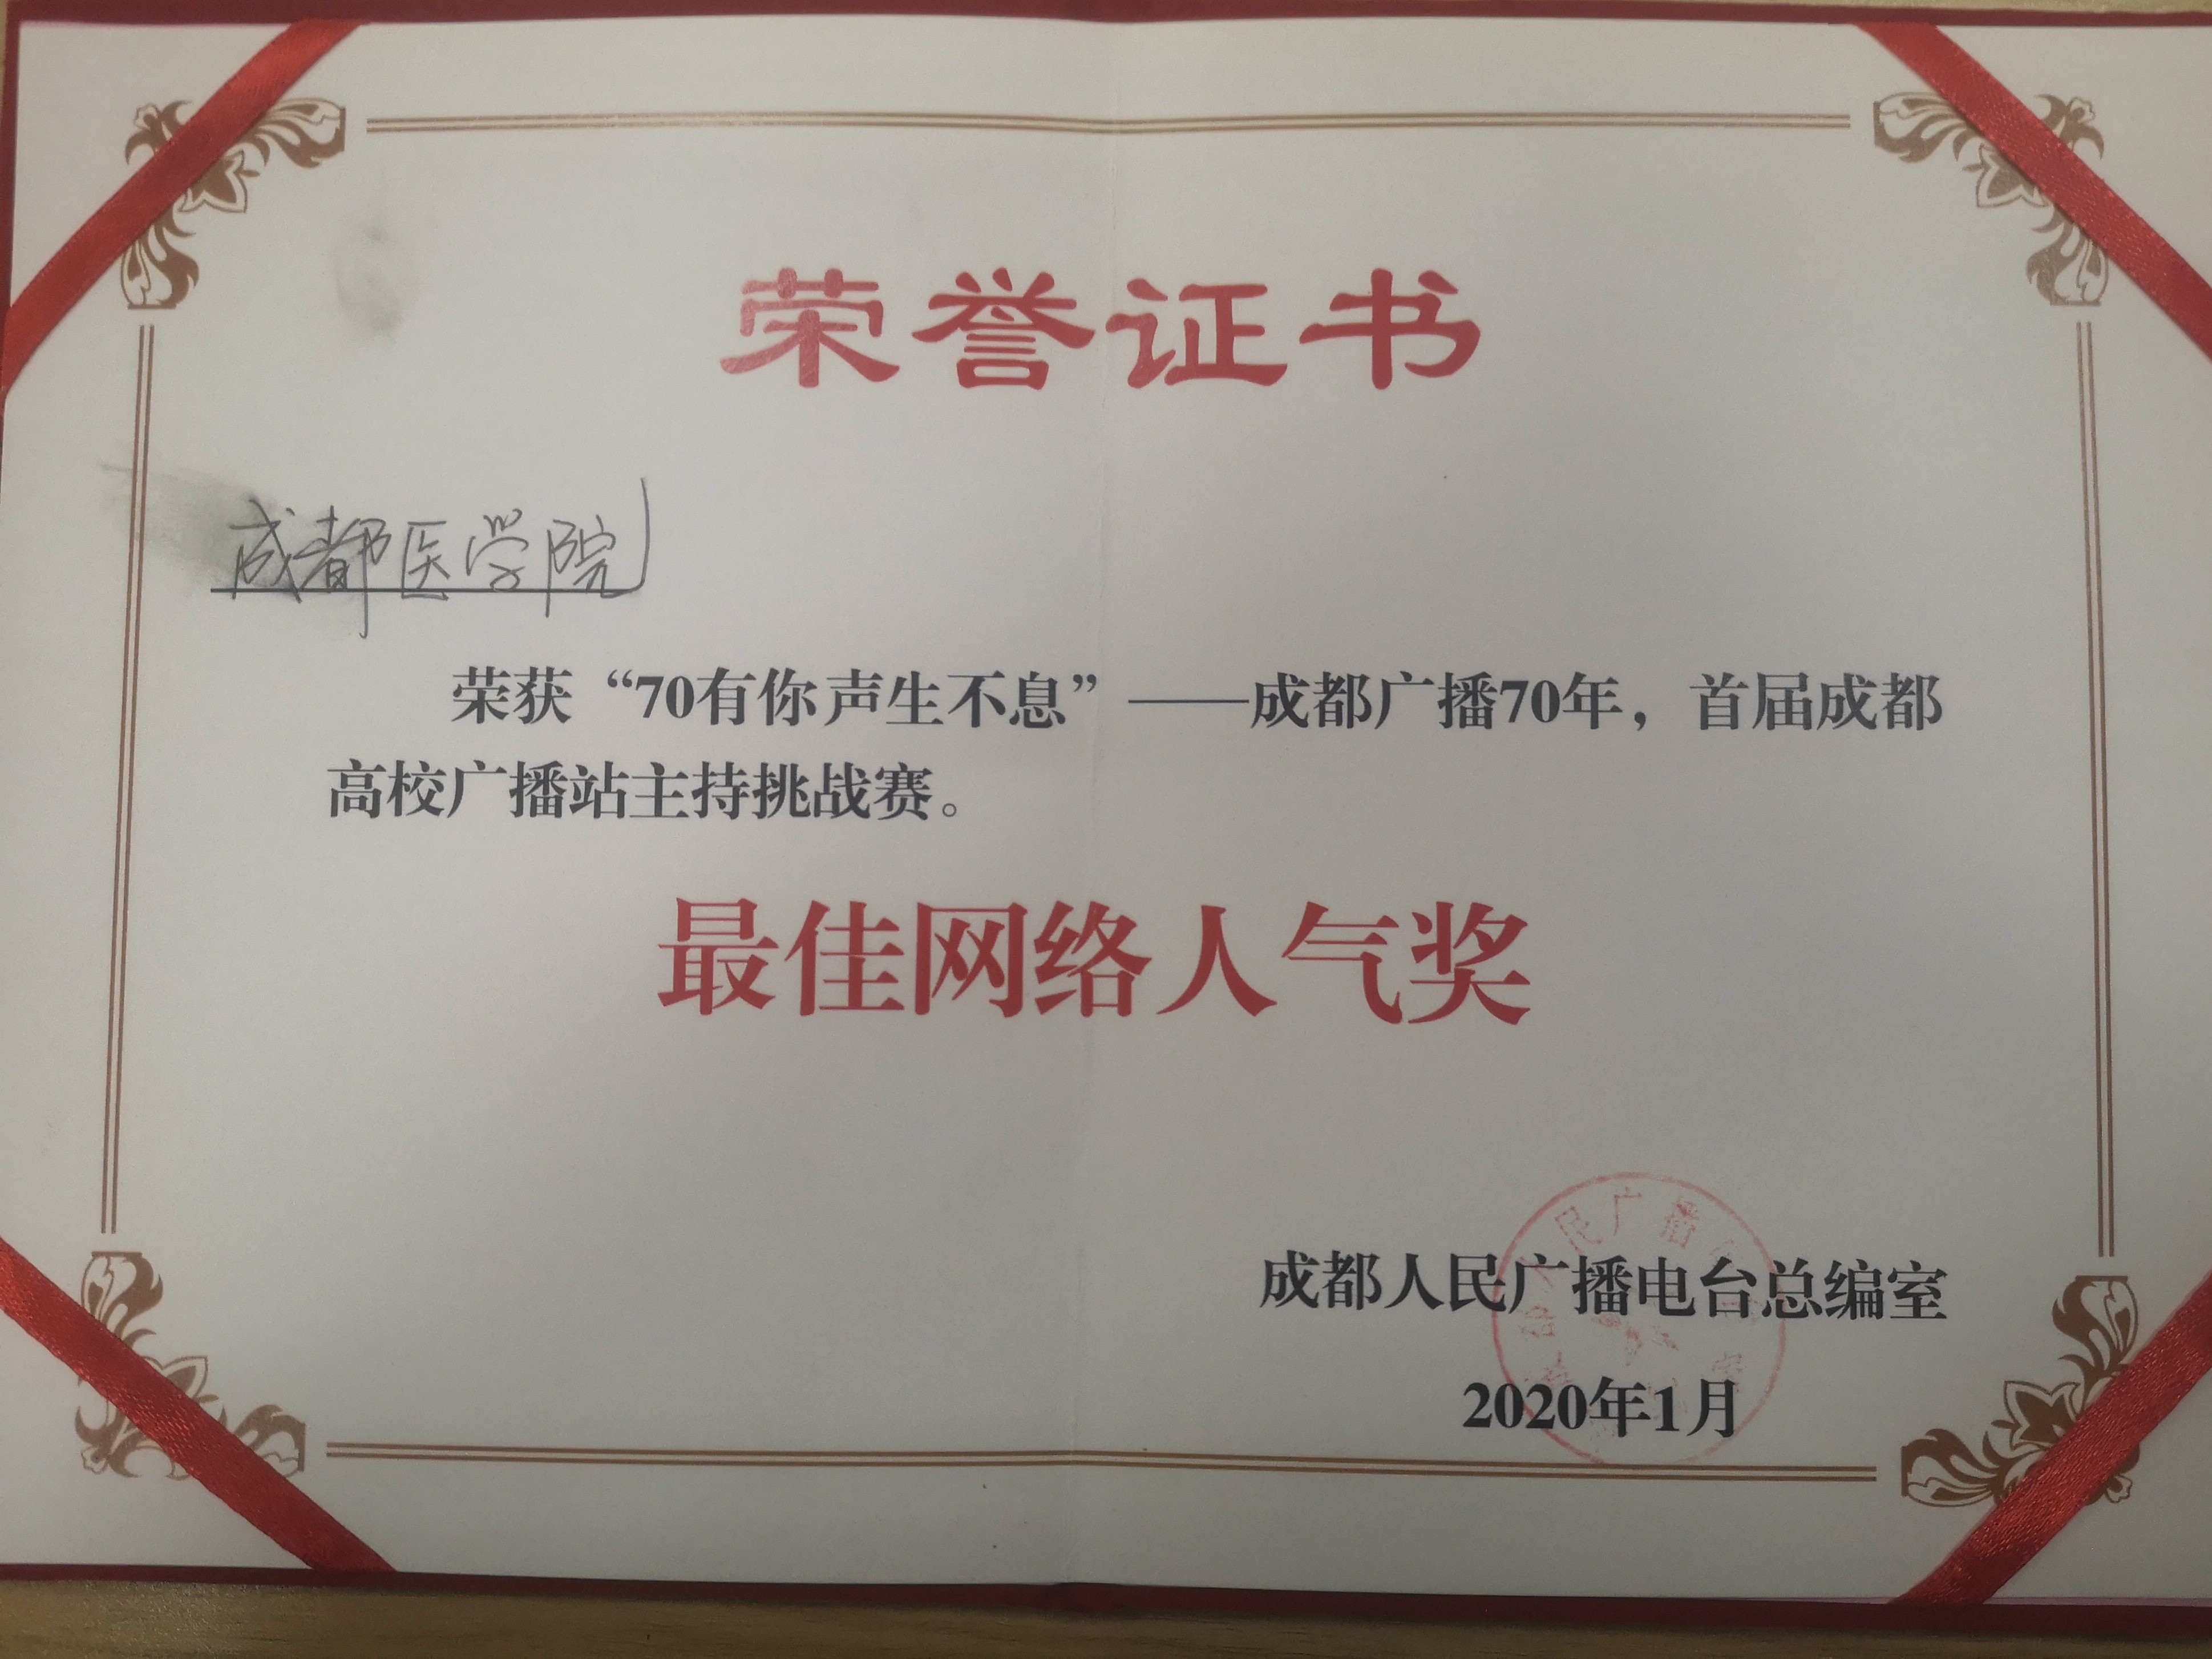 荣誉证书
成都医学院
荣获“70有你声生不息”——成都广播70年，首届成都
高校广播站主持挑战赛。
最佳网络人气奖
成都人民广播电台总编室
2020年1月